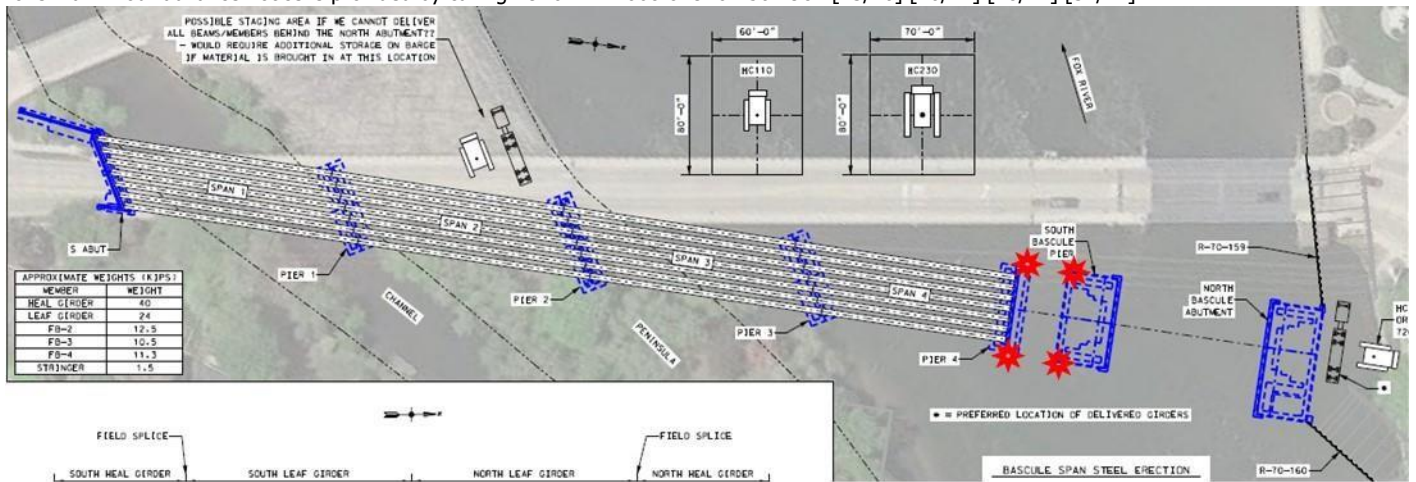 POSSIBLE STAGING AREA IF WE CANNOT DELIVER
ALL BEAMS/MEMBERS BEHIND THE NORTH ABUTMENT??
- WOULD REQUIRE ADDITIONAL STORAGE ON BARGE
IF MATERIAL IS BROUGHT IN AT THIS LOCATION
60'-0"
70'-0"
HC110
HC230
80'-0"
80'-0"
FOX RIVER
SPAN 1
SPAN 2
SPAN 3
SPAN 4
S ABUT
PIER 1
PIER 2
PIER 3
PIER 4
CHANNEL
PENINSULA
SOUTH
BASCULE
PIER
R-70-159
NORTH
BASCULE
ABUTMENT
HC
OR
APPROXIMATE WEIGHTS (KIPS)
MEMBER WEIGHT
HEAL GIRDER 40
LEAF GIRDER 24
FB-2 12.5
FB-3 10.5
FB-4 11.3
STRINGER 1.5
* = PREFERRED LOCATION OF DELIVERED GIRDERS
BASCULE SPAN STEEL ERECTION
R-70-160
FIELD SPLICE
FIELD SPLICE
SOUTH HEAL GIRDER
SOUTH LEAF GIRDER
NORTH LEAF GIRDER
NORTH HEAL GIRDER